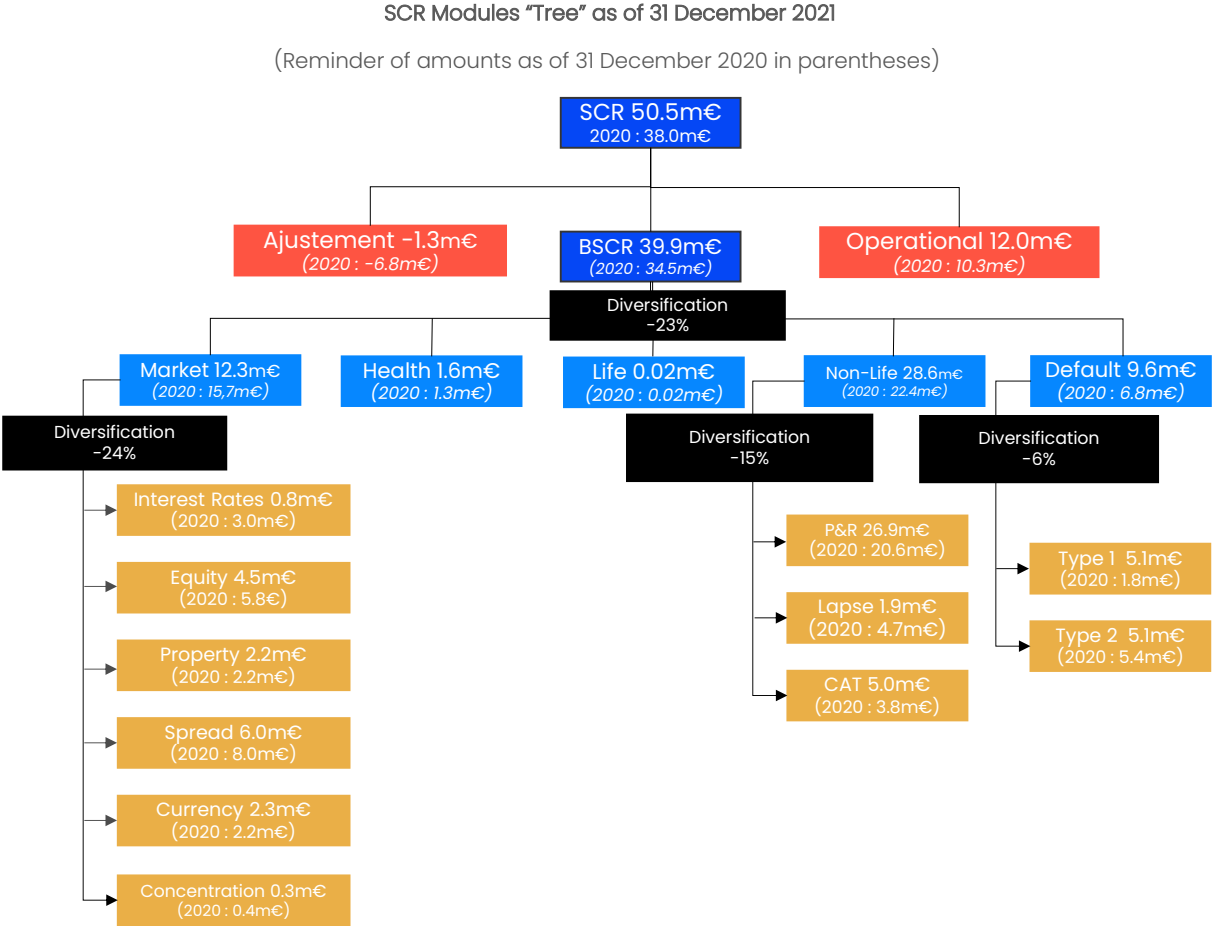 SCR Modules “Tree” as of 31 December 2021
(Reminder of amounts as of 31 December 2020 in parentheses)
SCR 50.5m€
2020 : 38.0m€
Ajustement -1.3m€
(2020 : -6.8m€)
BSCR 39.9m€
(2020 : 34.5m€)
Operational 12.0m€
(2020 : 10.3m€)
Diversification
-23%
Market 12.3m€
(2020 : 15,7m€)
Health 1.6m€
(2020 : 1.3m€)
Life 0.02m€
(2020 : 0.02m€)
Non-Life 28.6m€
(2020 : 22.4m€)
Default 9.6m€
(2020 : 6.8m€)
Diversification
-24%
Diversification
-15%
Diversification
-6%
Interest Rates 0.8m€
(2020 : 3.0m€)
Equity 4.5m€
(2020 : 5.8€)
Property 2.2m€
(2020 : 2.2m€)
Spread 6.0m€
(2020 : 8.0m€)
Currency 2.3m€
(2020 : 2.2m€)
Concentration 0.3m€
(2020 : 0.4m€)
P&R 26.9m€
(2020 : 20.6m€)
Lapse 1.9m€
(2020 : 4.7m€)
CAT 5.0m€
(2020 : 3.8m€)
Type 1 5.1m€
(2020 : 1.8m€)
Type 2 5.1m€
(2020 : 5.4m€)